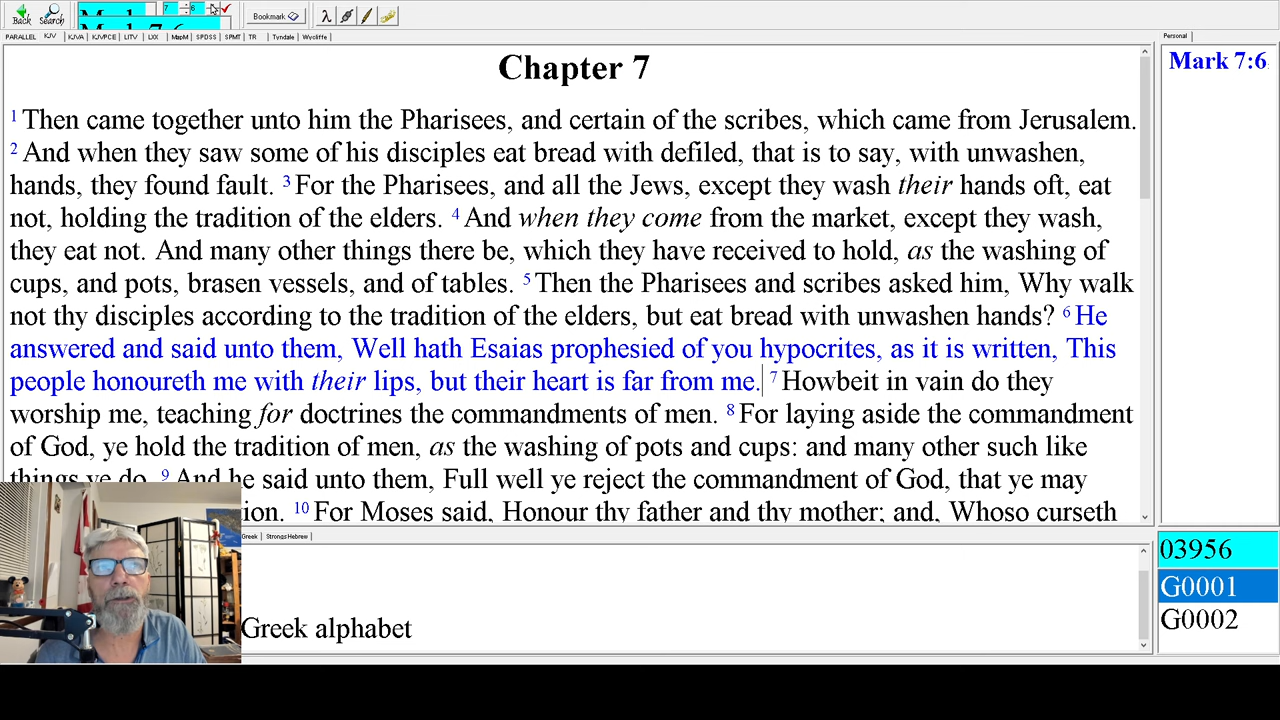 Back Search 7 6 Bookmark λ
PARALLEL KJV KJVA KJVPCE LITV LXX MapM SPDSS SPMT TR Tyndale Wycliffe Personal
Chapter 7
Mark 7:6
1 Then came together unto him the Pharisees, and certain of the scribes, which came from Jerusalem.
2 And when they saw some of his disciples eat bread with defiled, that is to say, with unwashen,
hands, they found fault. 3 For the Pharisees, and all the Jews, except they wash their hands oft, eat
not, holding the tradition of the elders. 4 And when they come from the market, except they wash,
they eat not. And many other things there be, which they have received to hold, as the washing of
cups, and pots, brasen vessels, and of tables. 5 Then the Pharisees and scribes asked him, Why walk
not thy disciples according to the tradition of the elders, but eat bread with unwashen hands? 6 He
answered and said unto them, Well hath Esaias prophesied of you hypocrites, as it is written, This
people honoureth me with their lips, but their heart is far from me. 7 Howbeit in vain do they
worship me, teaching for doctrines the commandments of men. 8 For laying aside the commandment
of God, ye hold the tradition of men, as the washing of pots and cups: and many other such like
things ye do. 9 And he said unto them, Full well ye reject the commandment of God, that ye may
ion. 10 For Moses said, Honour thy father and thy mother; and, Whoso curseth
Greek StrongsHebrew
03956
G0001
G0002
Greek alphabet